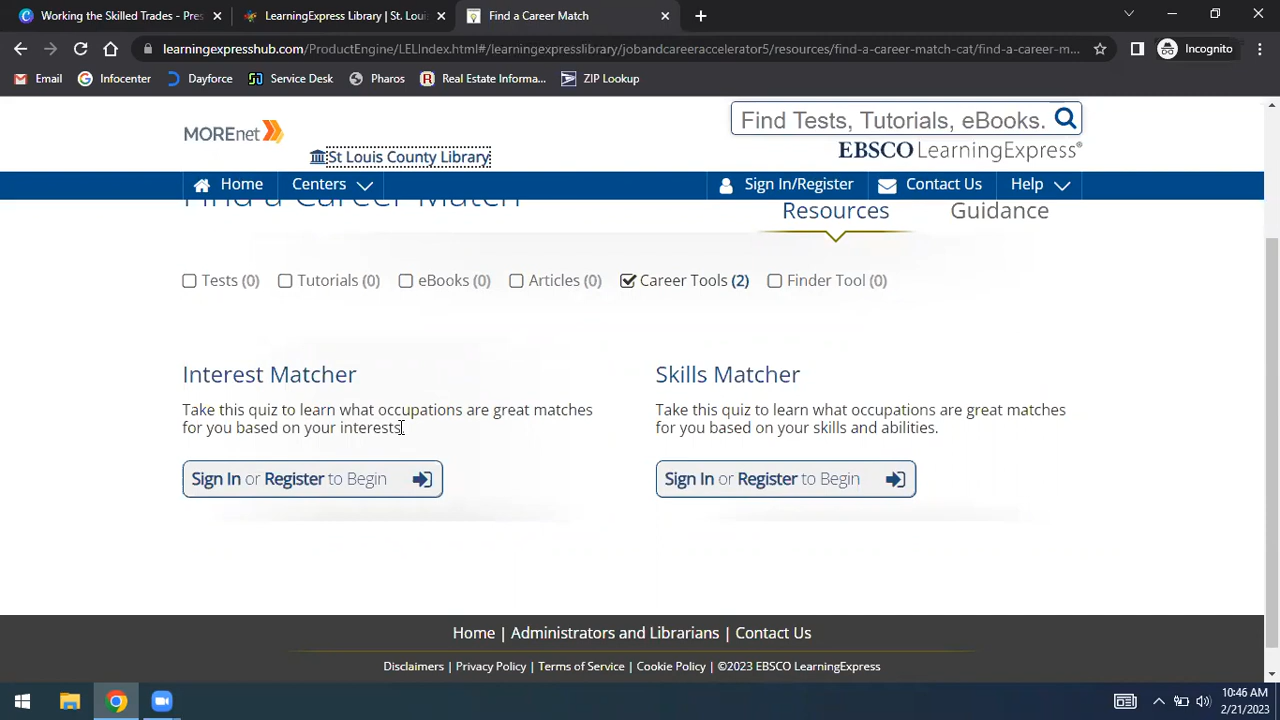 Working the Skilled Trades - Pres
LearningExpress Library | St. Loui
Find a Career Match
learningexpresshub.com/ProductEngine/LELIndex.html#/learningexpresslibrary/jobandcareeraccelerator5/resources/find-a-career-match-cat/find-a-career-m...
Incognito
Email
Infocenter
Dayforce
Service Desk
Pharos
Real Estate Informa...
ZIP Lookup
MOREnet
Find Tests, Tutorials, eBooks.
St Louis County Library
EBSCO LearningExpress®
Home
Centers
Sign In/Register
Contact Us
Help
Find a Career Match
Resources
Guidance
Tests (0)
Tutorials (0)
eBooks (0)
Articles (0)
Career Tools (2)
Finder Tool (0)
Interest Matcher
Take this quiz to learn what occupations are great matches
for you based on your interests.
Sign In or Register to Begin
Skills Matcher
Take this quiz to learn what occupations are great matches
for you based on your skills and abilities.
Sign In or Register to Begin
Home | Administrators and Librarians | Contact Us
Disclaimers | Privacy Policy | Terms of Service | Cookie Policy | ©2023 EBSCO LearningExpress
10:46 AM
2/21/2023